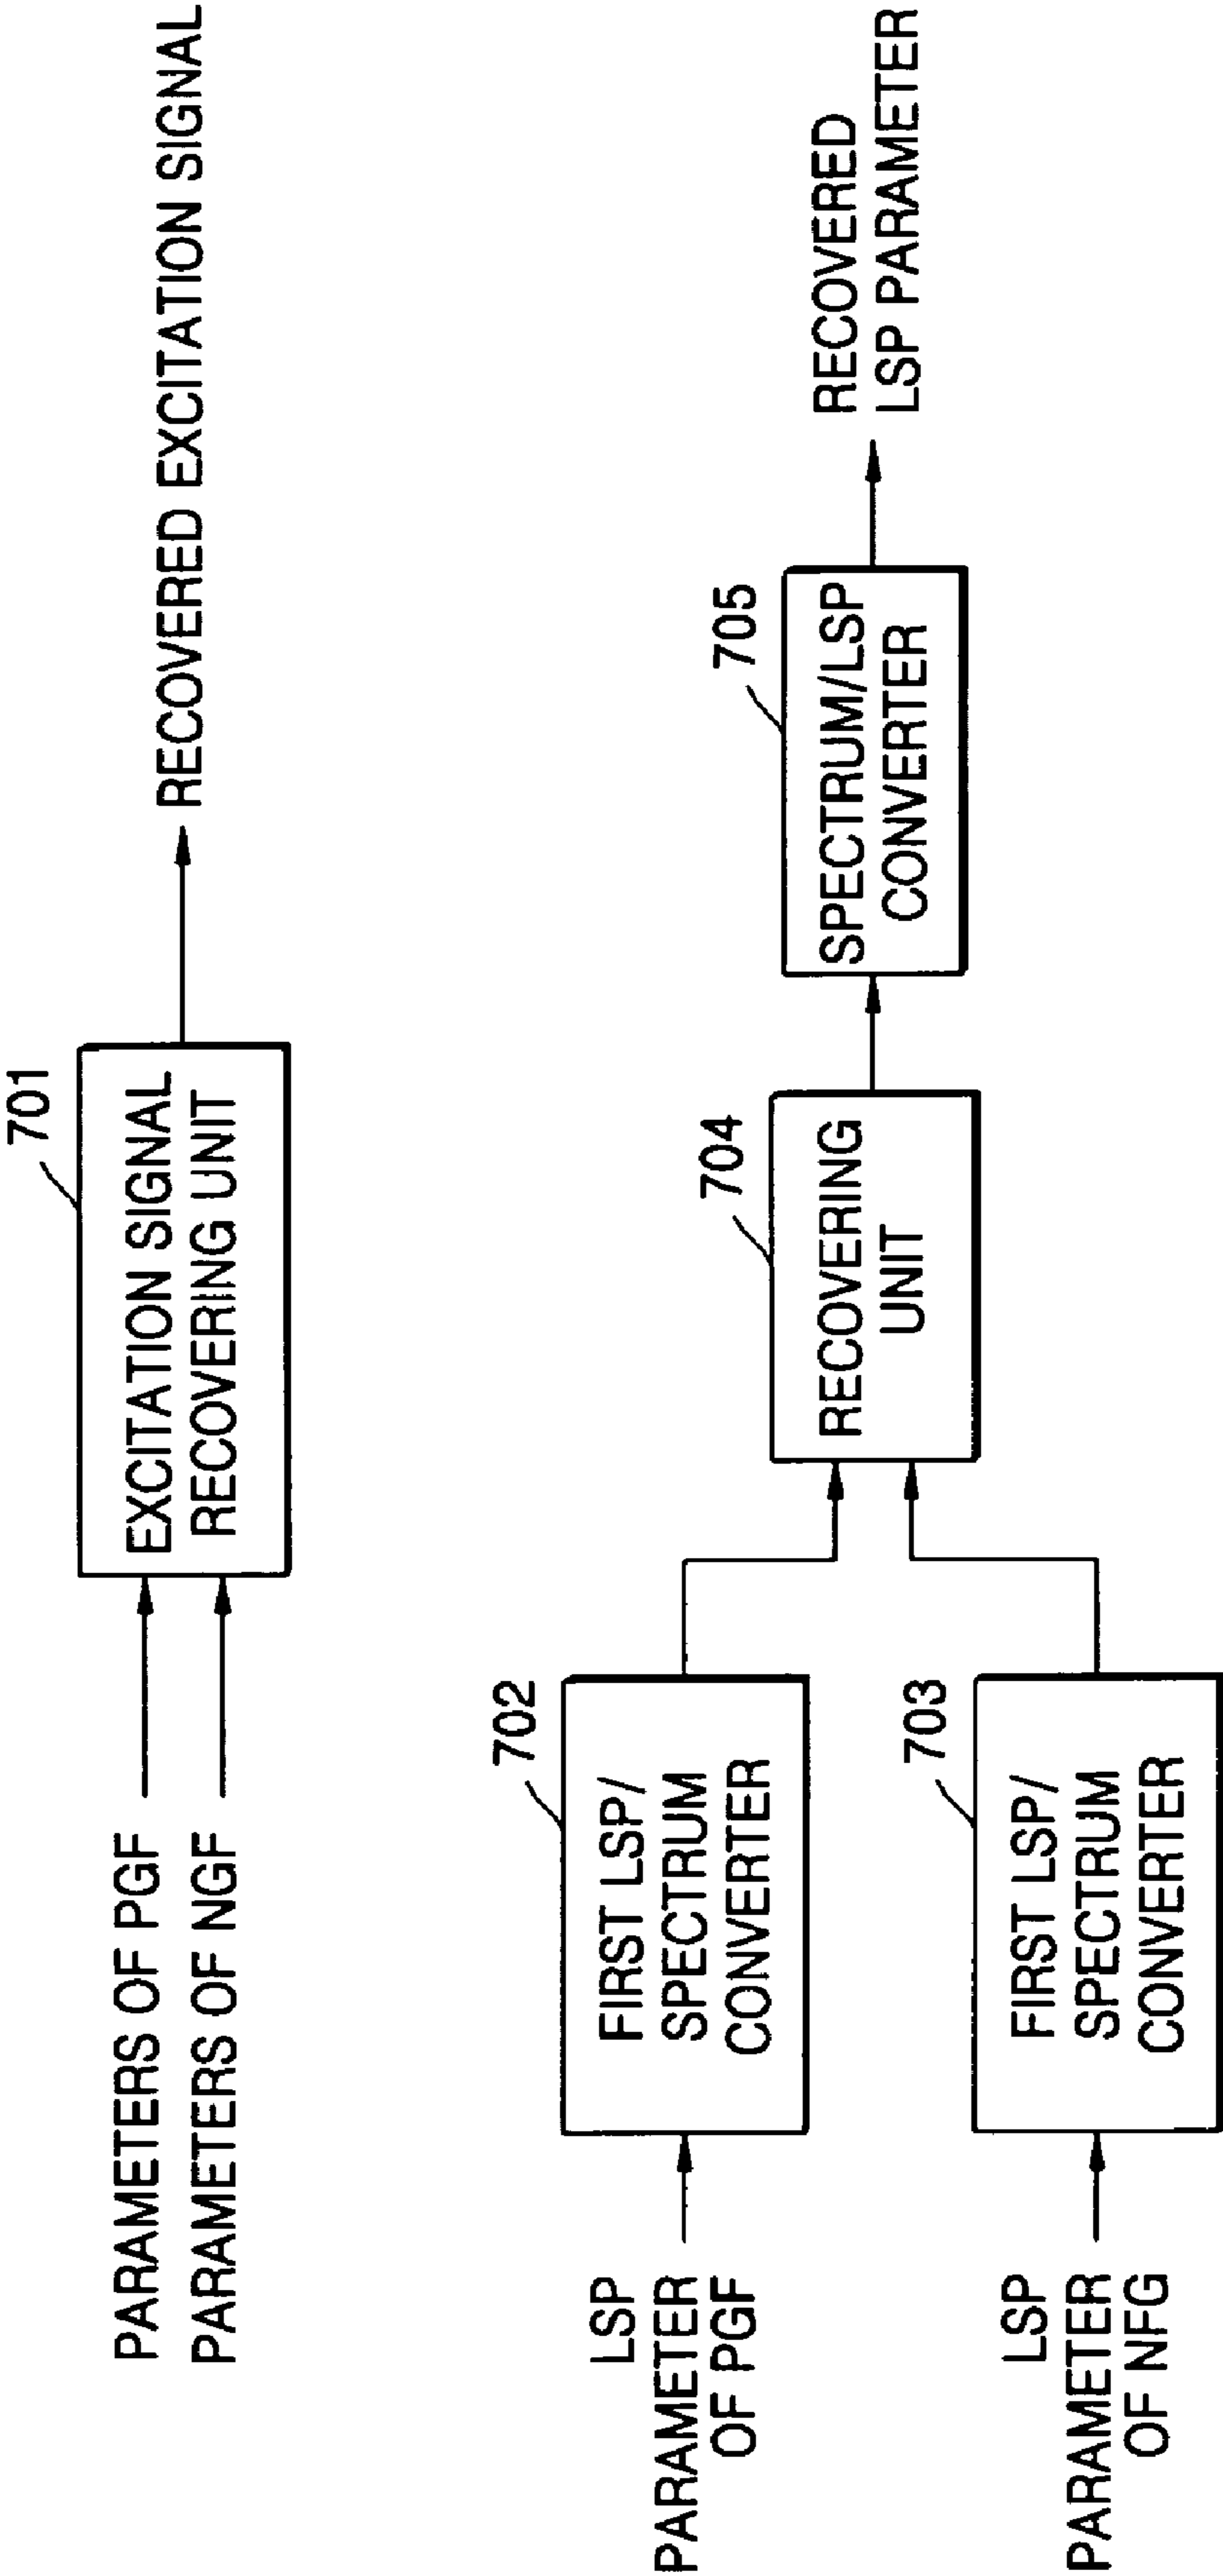 701
PARAMETERS OF PGF
PARAMETERS OF NGF
EXCITATION SIGNAL
RECOVERING UNIT
RECOVERED EXCITATION SIGNAL
702
LSP
PARAMETER
OF PGF
FIRST LSP/
SPECTRUM
CONVERTER
703
LSP
PARAMETER
OF NFG
FIRST LSP/
SPECTRUM
CONVERTER
704
RECOVERING
UNIT
705
SPECTRUM/LSP
CONVERTER
RECOVERED
LSP PARAMETER